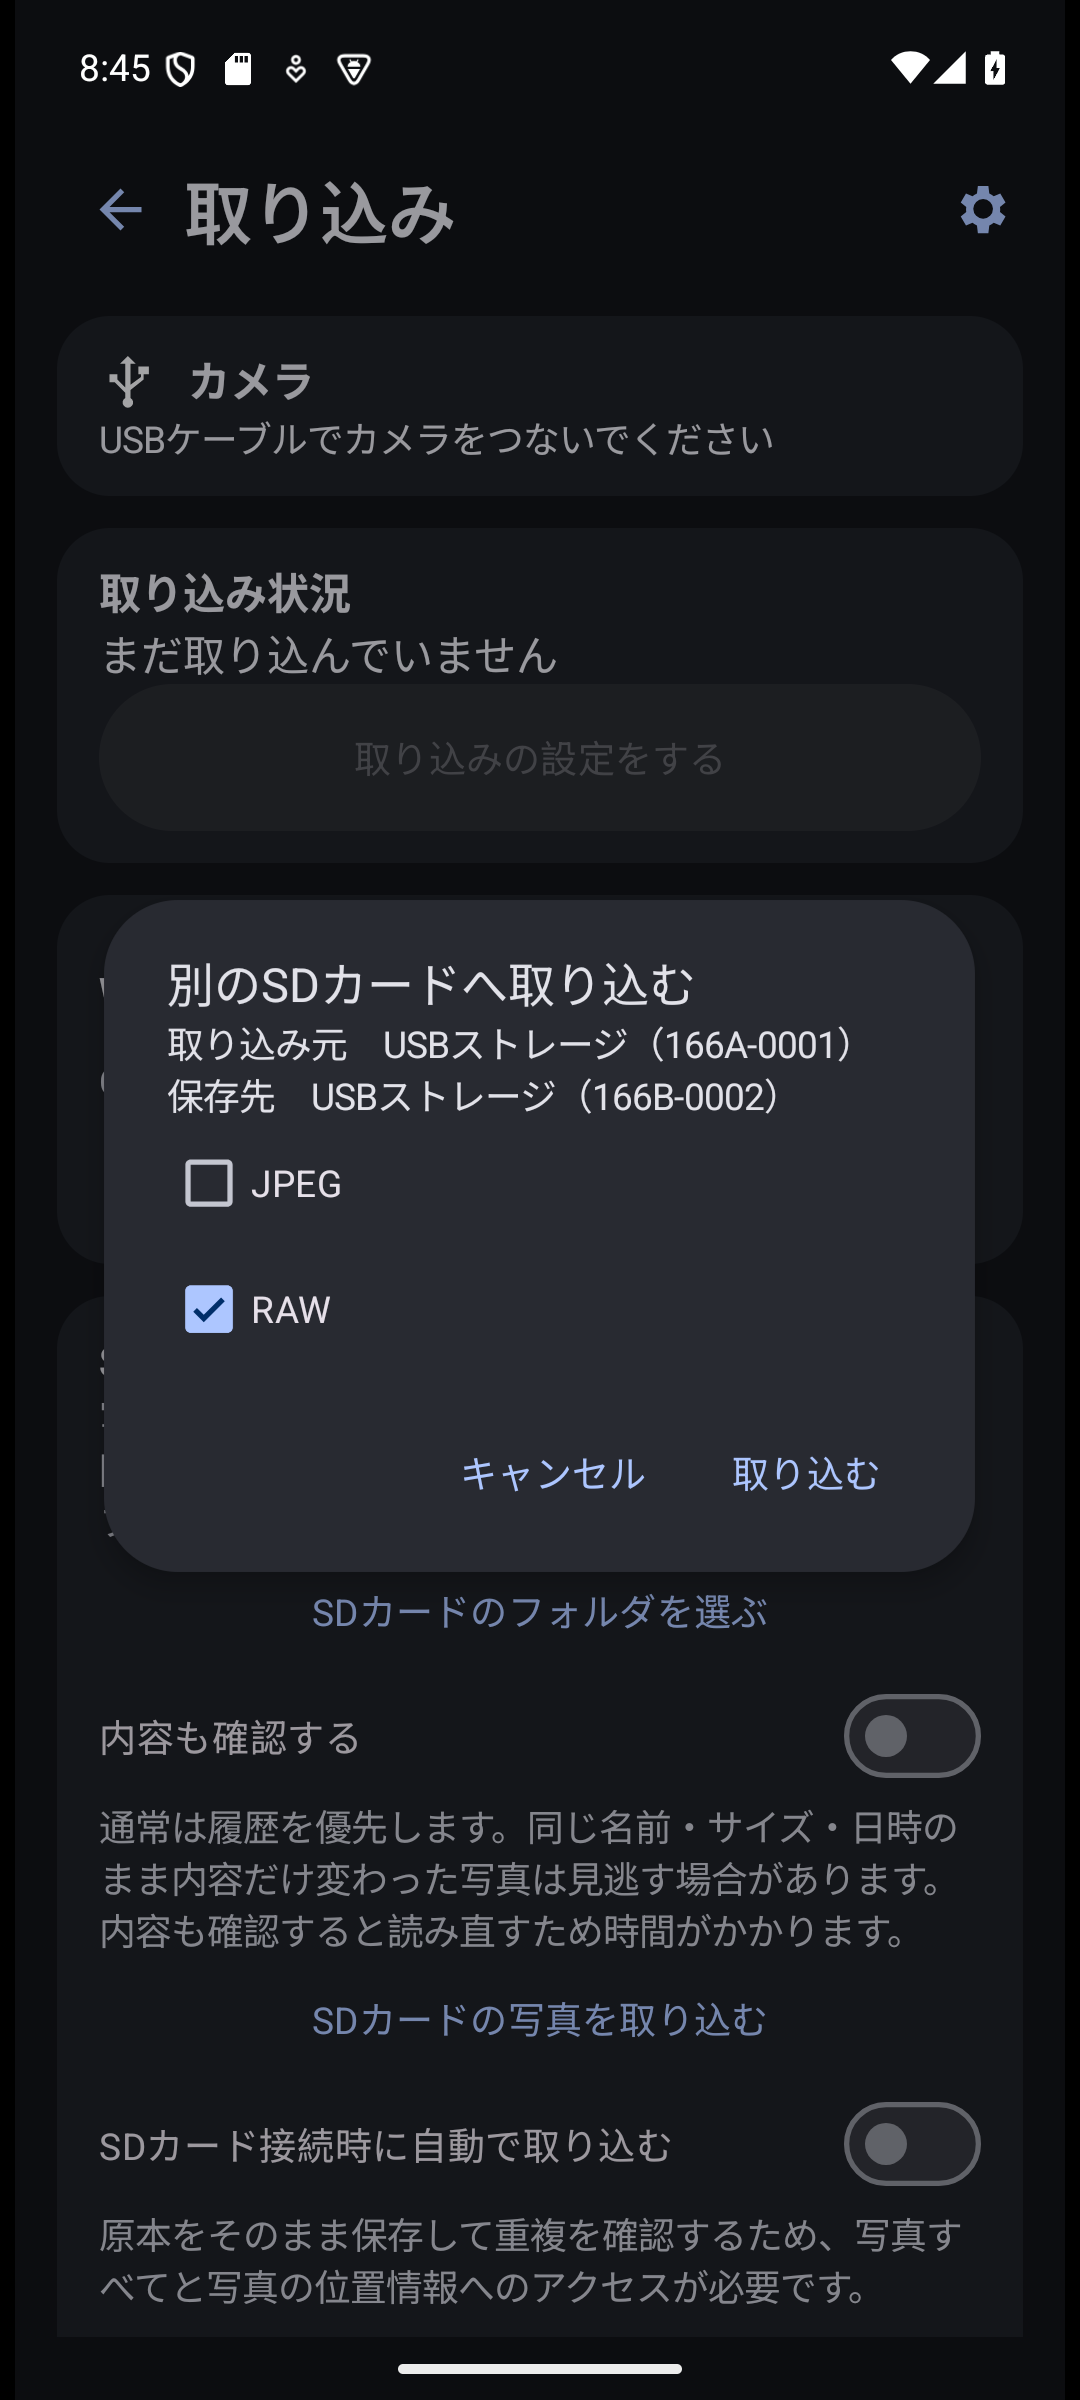 8:45
取り込み
カメラ
USBケーブルでカメラをつないでください
取り込み状況
まだ取り込んでいません
取り込みの設定をする
別のSDカードへ取り込む
取り込み元　USBストレージ（166A-0001）
保存先　USBストレージ（166B-0002）
JPEG
RAW
キャンセル 取り込む
SDカードのフォルダを選ぶ
内容も確認する
通常は履歴を優先します。同じ名前・サイズ・日時の
まま内容だけ変わった写真は見逃す場合があります。
内容も確認すると読み直すため時間がかかります。
SDカードの写真を取り込む
SDカード接続時に自動で取り込む
原本をそのまま保存して重複を確認するため、写真す
べてと写真の位置情報へのアクセスが必要です。